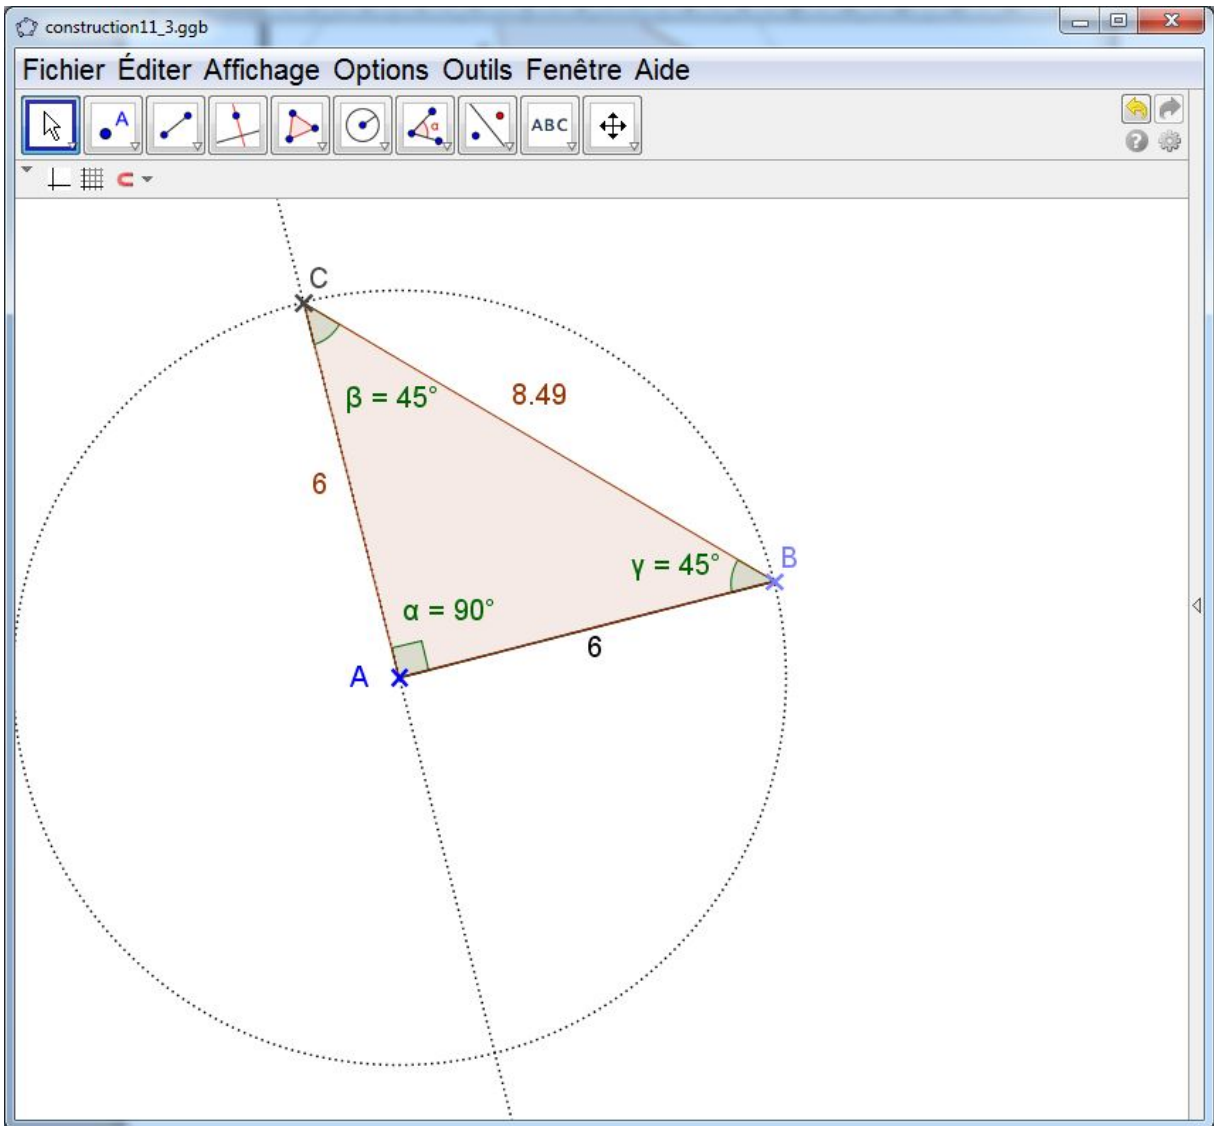 construction11_3.ggb
Fichier Éditer Affichage Options Outils Fenêtre Aide
A α ABC
C
β = 45° 8.49
6
B
γ = 45°
α = 90°
6
A